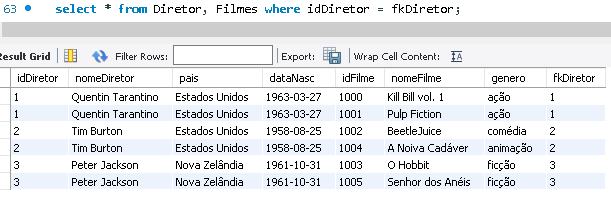 63 select * from Diretor, Filmes where idDiretor = fkDiretor;
Result Grid Filter Rows: Export: Wrap Cell Content: IA
idDiretor nomeDiretor pais dataNasc idFilme nomeFilme genero fkDiretor
1 Quentin Tarantino Estados Unidos 1963-03-27 1000 Kill Bill vol. 1 ação 1
1 Quentin Tarantino Estados Unidos 1963-03-27 1001 Pulp Fiction ação 1
2 Tim Burton Estados Unidos 1958-08-25 1002 BeetleJuice comédia 2
2 Tim Burton Estados Unidos 1958-08-25 1004 A Noiva Cadáver animação 2
3 Peter Jackson Nova Zelândia 1961-10-31 1003 O Hobbit ficção 3
3 Peter Jackson Nova Zelândia 1961-10-31 1005 Senhor dos Anéis ficção 3